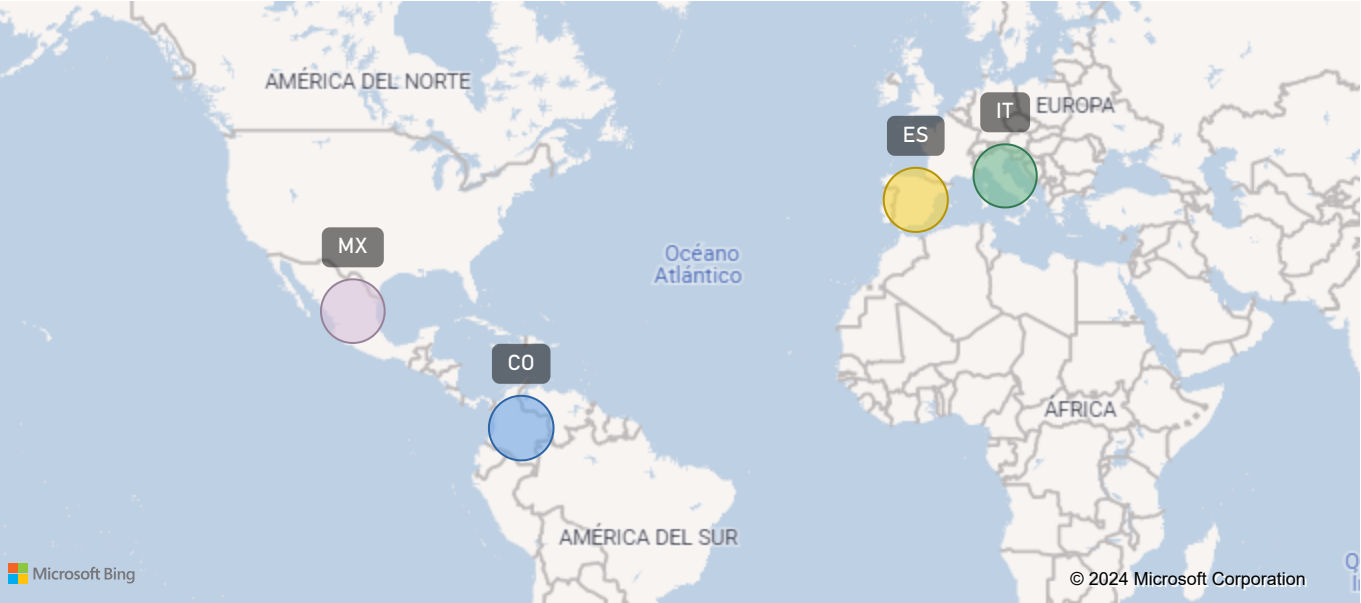 AMÉRICA DEL NORTE
EUROPA
IT
ES
MX
Océano
Atlántico
CO
ÁFRICA
AMÉRICA DEL SUR
Microsoft Bing
© 2024 Microsoft Corporation